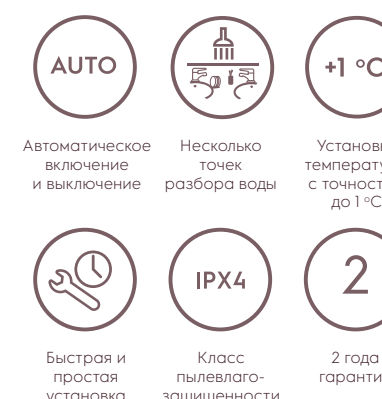 AUTO
Автоматическое
включение
и выключение
Несколько
точек
разбора воды
+1 °C
Установ
температу
с точност
до 1 °C
Быстрая и
простая
установка
IPX4
Класс
пылевлаго-
защищенности
2
2 года
гаранти